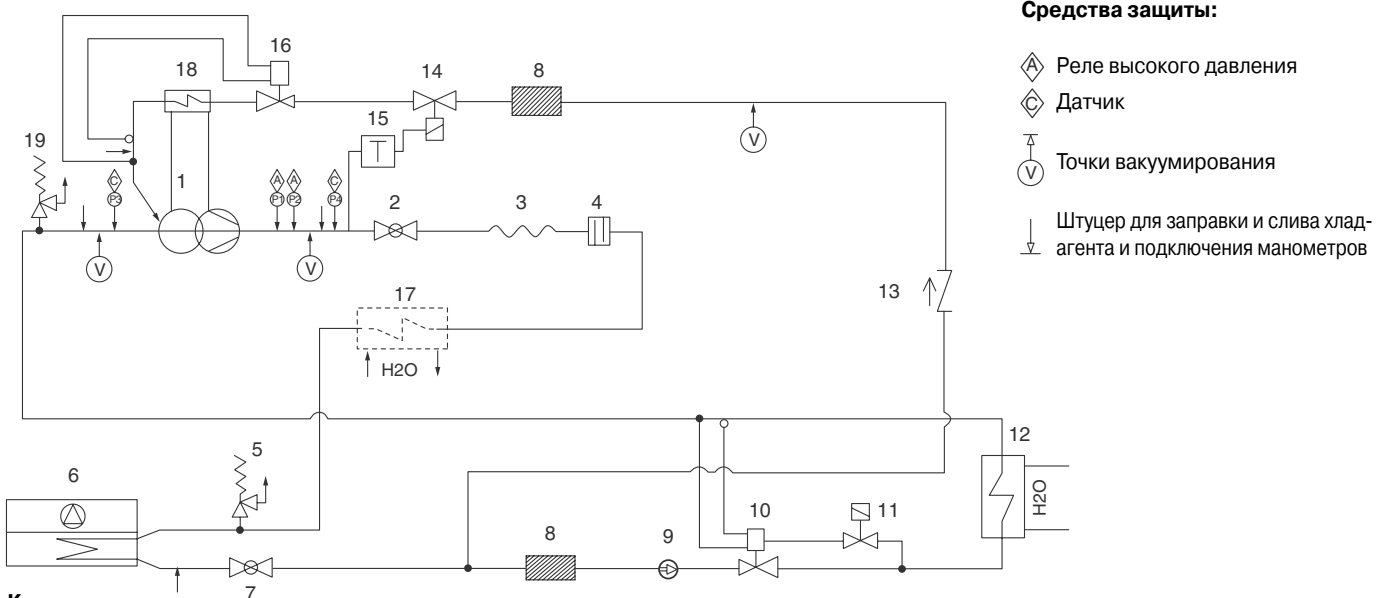 Средства защиты:
A Реле высокого давления
C Датчик
V Точки вакуумирования
Штуцер для заправки и слива хлад-
агента и подключения манометров
16
18
14
8
15
19
V
C
P3
1
A
P1
A
P2
C
P4
2
3
4
V
V
17
H2O
13
12
H2O
5
6
10
11
8
9
7